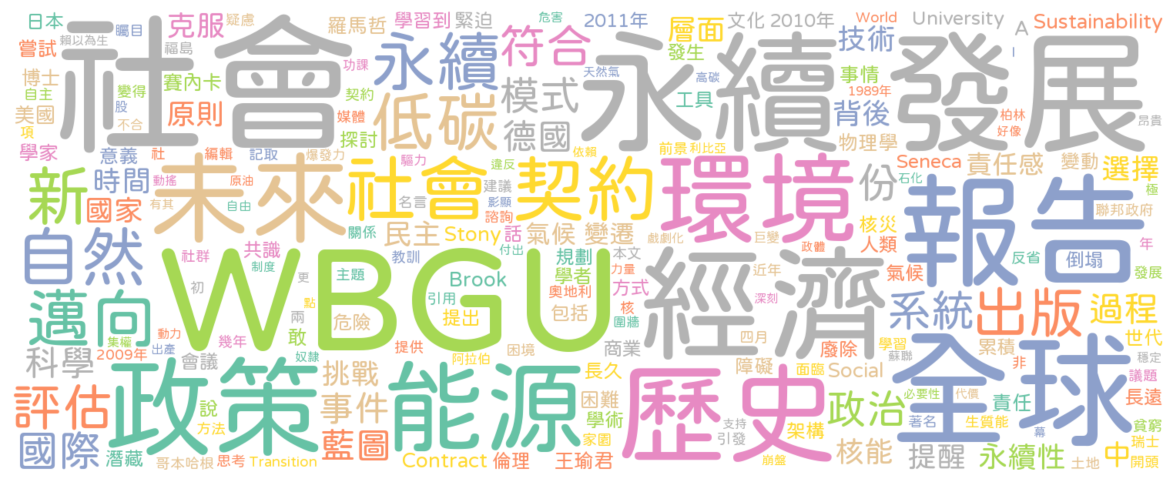 日本 矚目 疑慮 克服 羅馬哲 學習到 緊迫 危害 2011年 層面 文化 2010年 World University A Sustainability
賴以為生 福島 符合 發生 技術
嘗試 社會 永續 永續 發展
博士 賽內卡 功課 天然氣 高碳 事情
自主 變得 契約 模式 工具 1989年
美國 股 原則 媒體 低碳 背後 柏林 昂貴
項 不合 探討 德國 物理學 好像
學家 意義 社 編輯 記取 爆發力 驅力 違反 依賴 前景 利比亞 Seneca 責任感 變動 選擇
新 時間 動搖 原油 未來 社會 契約 建議 環境 份 石化 極
國家 有其 自由 名言 影顯 諮詢 核災 報告 聯邦政府
自然 社群 共識 關係 民主 Stony 話 氣候 變遷 戲劇化 巨變 政體 人類 年
制度 教訓 付出 規劃 本文 反省 倒塌
WBGU 主題 Brook 學者 力量 近年 經濟 氣候 發展
邁向 初 更 引用 奧地利 方式 深刻 系統 出版 過程
兩 點 提出 核 包括 四月 世代
集權 動力 危險 圍牆 累積 穩定
科學 2009年 出產 幾年 敢 提供 阿拉伯 困境 商業 障礙 廢除 學習 蘇聯 非 議題
會議 奴隸 挑戰 長久 面臨 Social 全球 長遠
評估 政策 能源 歷史 必要性 代價
說 事件 困難 政治 責任
方法 學術 支持 著名 生質能 貧窮
國際 藍圖 家園 引發 架構 幕 瑞士
潛藏 哥本哈根 思考 Transition Contract 倫理 王瑜君 崩盤 核能 提醒 永續性 土地 中 開頭